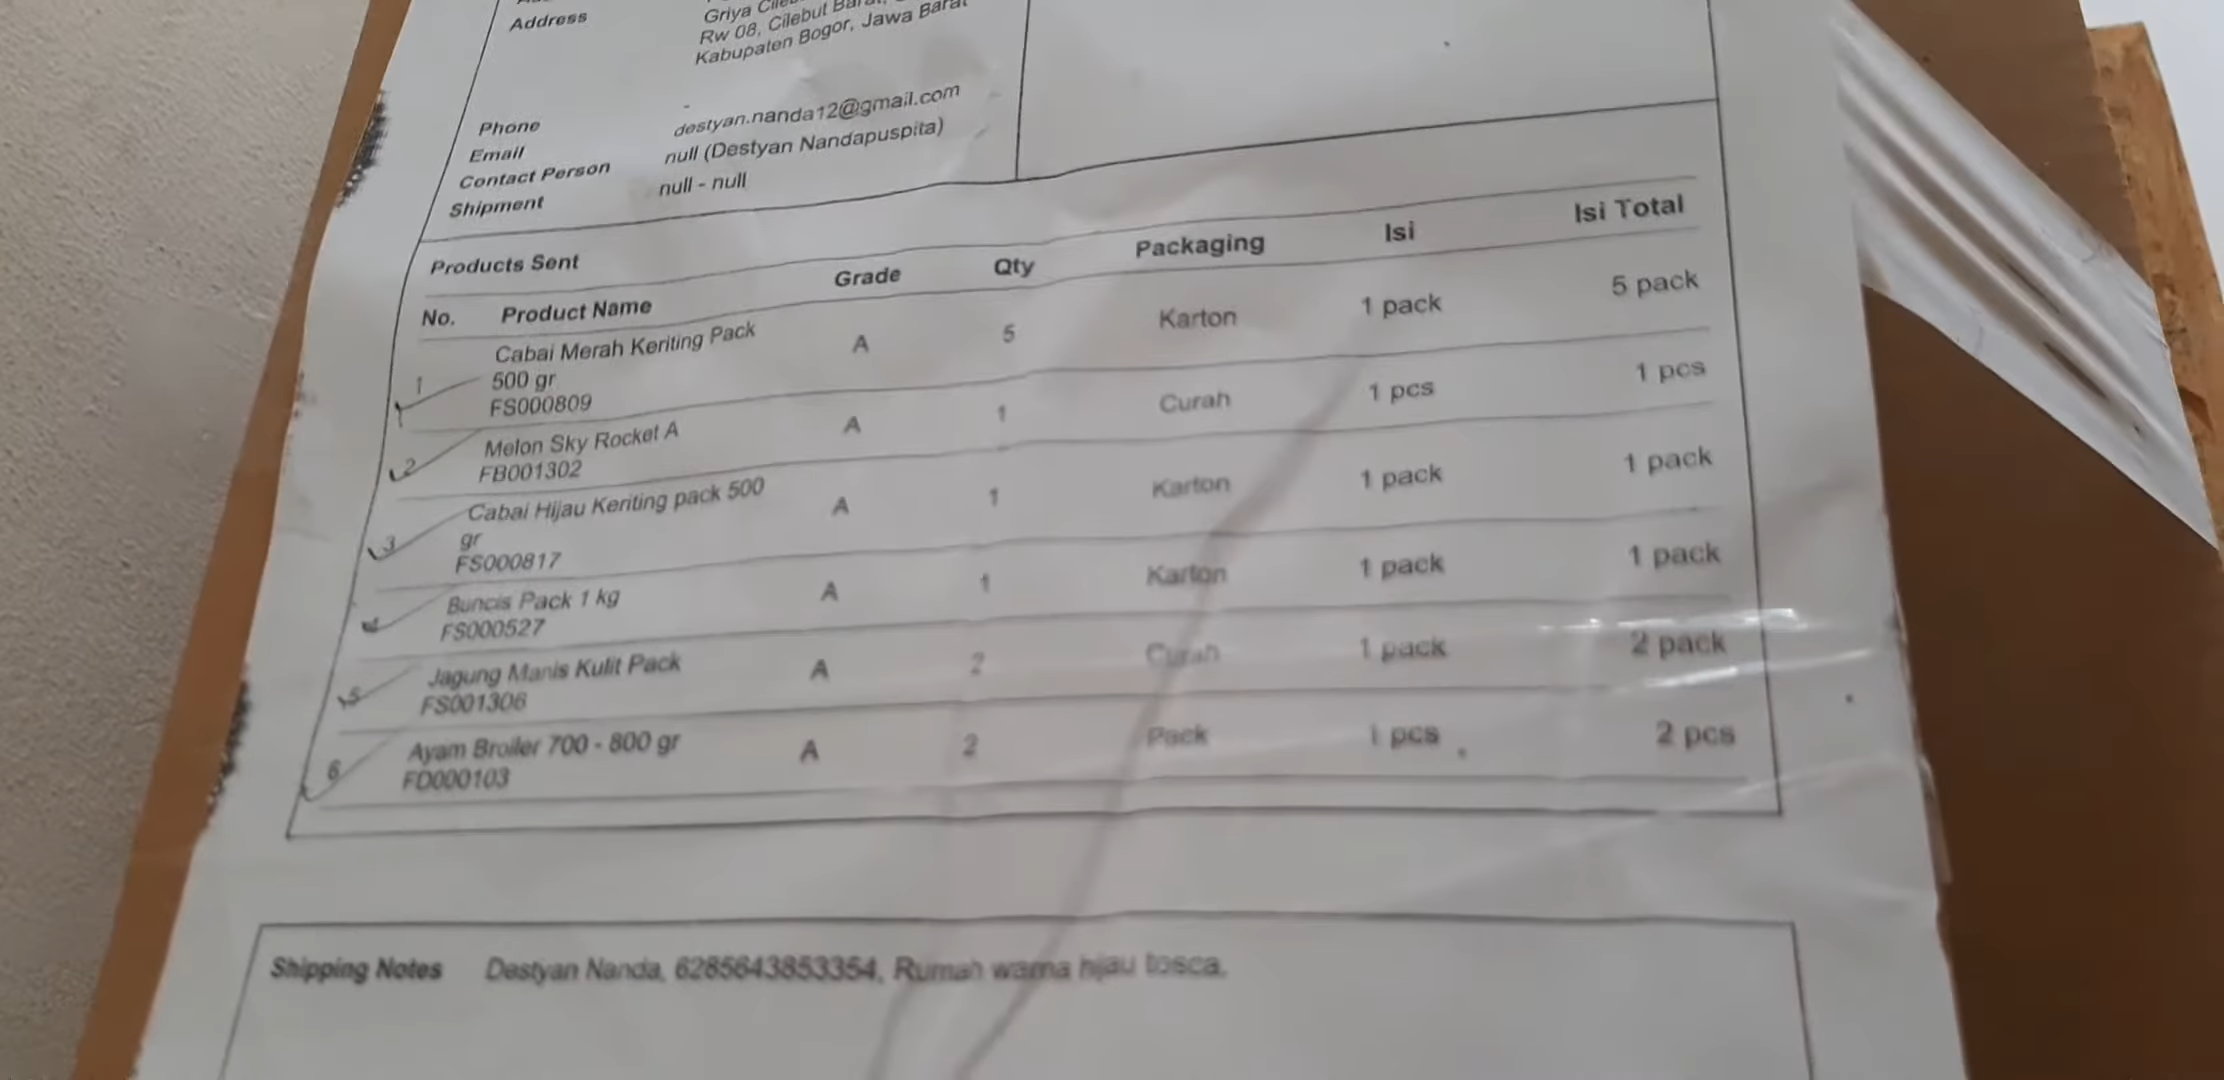 Address
Griya
Rw 08, Cilebut Barat,
Kabupaten Bogor, Jawa Barat
Phone -
Email destyan.nanda12@gmail.com
Contact Person null (Destyan Nandapuspita)
Shipment null - null
Products Sent
No. Product Name Grade Qty Packaging Isi Isi Total
1 Cabai Merah Keriting Pack A 5 Karton 1 pack 5 pack
500 gr
FS000809
2 Melon Sky Rocket A A 1 Curah 1 pcs 1 pcs
FB001302
3 Cabai Hijau Keriting pack 500 A 1 Karton 1 pack 1 pack
gr
FS000817
4 Buncis Pack 1 kg A 1 Karton 1 pack 1 pack
FS000527
5 Jagung Manis Kulit Pack A 2 Curah 1 pack 2 pack
FS001306
6 Ayam Broiler 700 - 800 gr A 2 Pack 1 pcs 2 pcs
FD000103
Shipping Notes Destyan Nanda, 6285643853354, Rumah warna hijau tosca.